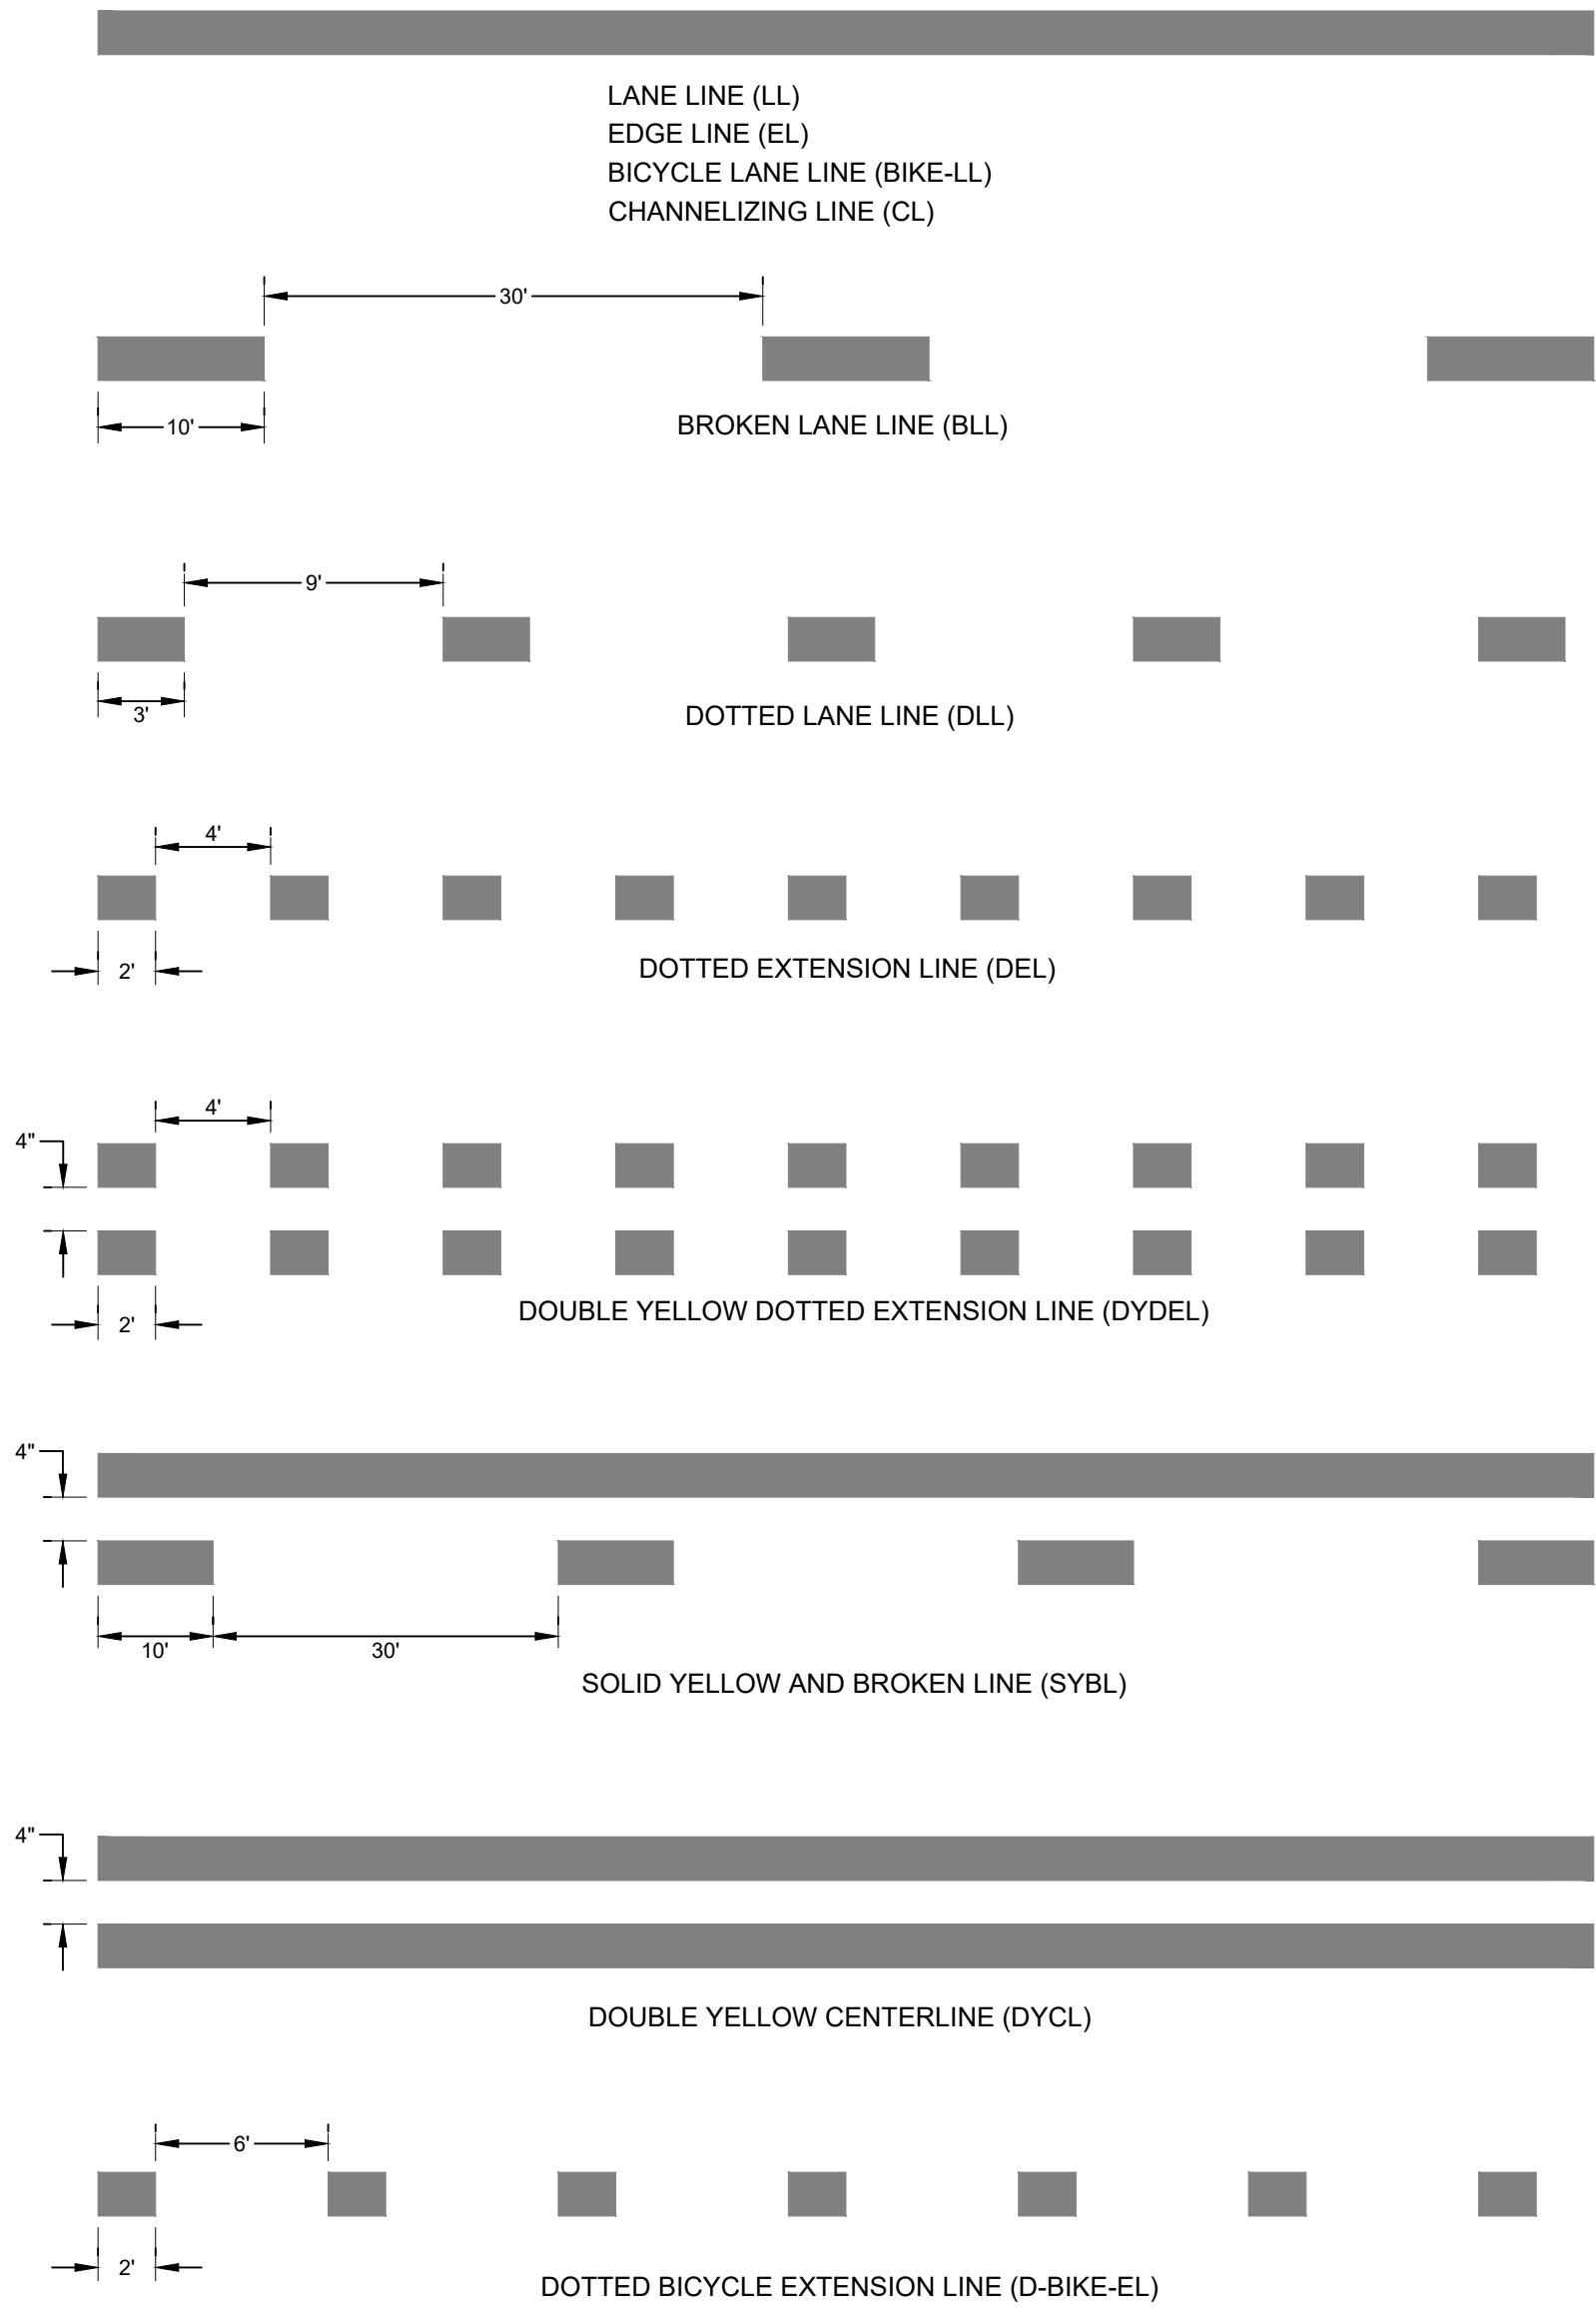 LANE LINE (LL)
EDGE LINE (EL)
BICYCLE LANE LINE (BIKE-LL)
CHANNELIZING LINE (CL)
30'
10'
BROKEN LANE LINE (BLL)
9'
3'
DOTTED LANE LINE (DLL)
4'
2'
DOTTED EXTENSION LINE (DEL)
4'
4"
2'
DOUBLE YELLOW DOTTED EXTENSION LINE (DYDEL)
4"
10' 30'
SOLID YELLOW AND BROKEN LINE (SYBL)
4"
DOUBLE YELLOW CENTERLINE (DYCL)
6'
2'
DOTTED BICYCLE EXTENSION LINE (D-BIKE-EL)